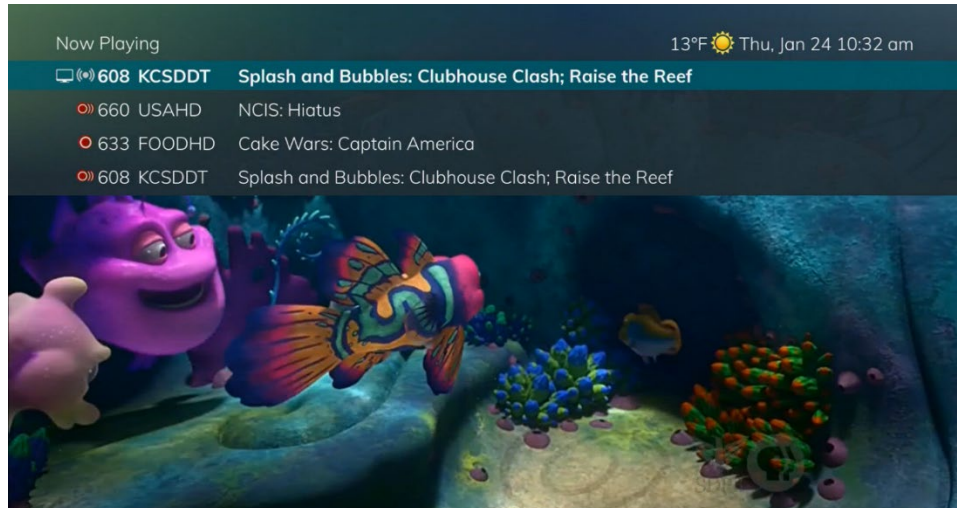 Now Playing 13°F Thu, Jan 24 10:32 am
608 KCSDDT Splash and Bubbles: Clubhouse Clash; Raise the Reef
660 USAHD NCIS: Hiatus
633 FOODHD Cake Wars: Captain America
608 KCSDDT Splash and Bubbles: Clubhouse Clash; Raise the Reef